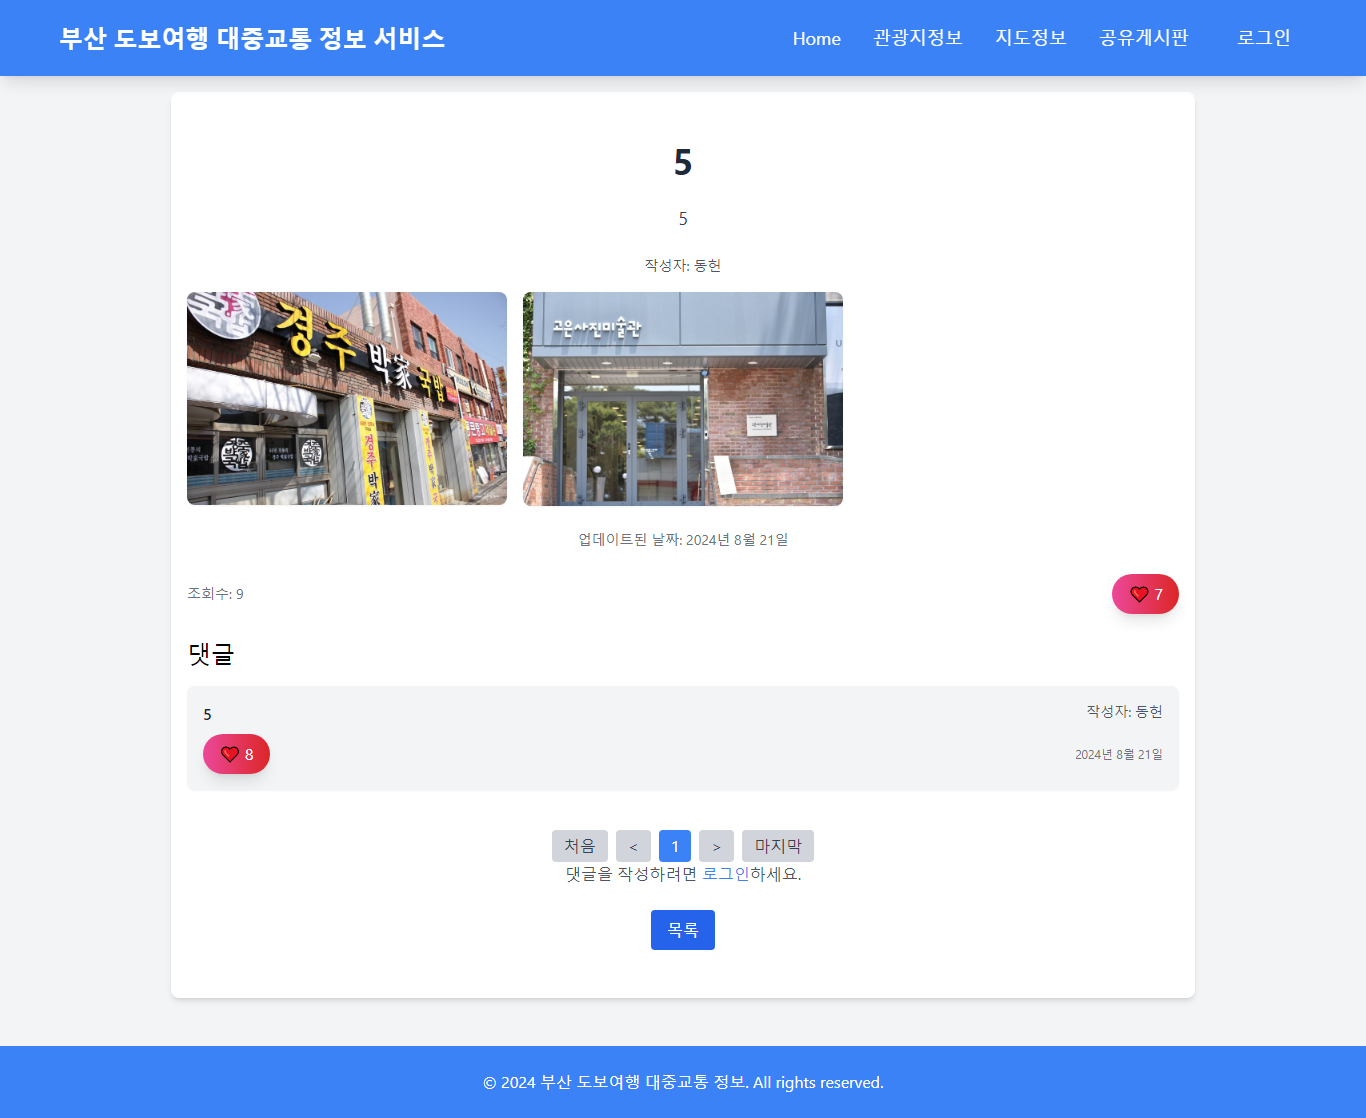 부산 도보여행 대중교통 정보 서비스
Home 관광지정보 지도정보 공유게시판 로그인
5
5
작성자: 동헌
경주 박家 국밥
경주박家
고은사진미술관
업데이트된 날짜: 2024년 8월 21일
조회수: 9
7
댓글
5
작성자: 동헌
8
2024년 8월 21일
처음 < 1 > 마지막
댓글을 작성하려면 로그인하세요.
목록
© 2024 부산 도보여행 대중교통 정보. All rights reserved.